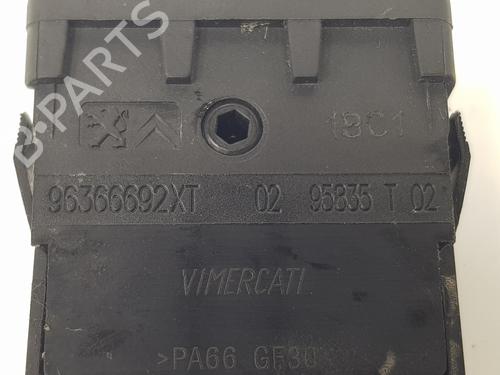 18C1
96366692XT 02 95835 T 02
VIMERCATI
>PA66 GF30
B-PARTS